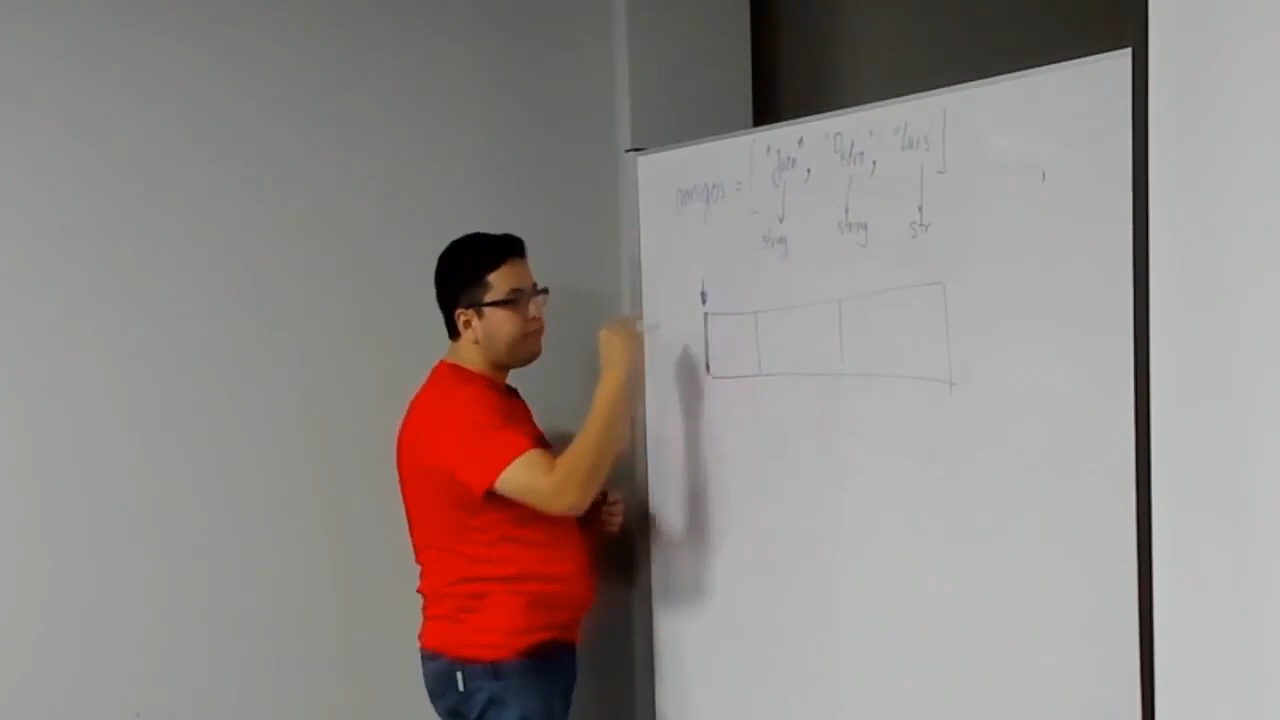 amigos = ["Juan", "Pedro", "Luis"]
string string str